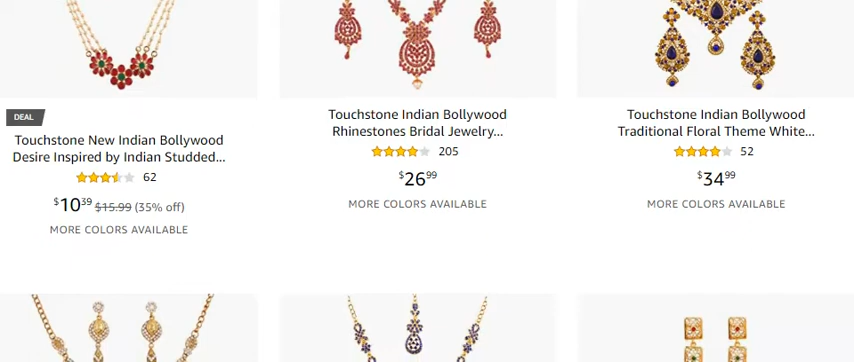 DEAL
Touchstone New Indian Bollywood
Desire Inspired by Indian Studded...
62
$10.39 $15.99 (35% off)
MORE COLORS AVAILABLE
Touchstone Indian Bollywood
Rhinestones Bridal Jewelry...
205
$26.99
MORE COLORS AVAILABLE
Touchstone Indian Bollywood
Traditional Floral Theme White...
52
$34.99
MORE COLORS AVAILABLE